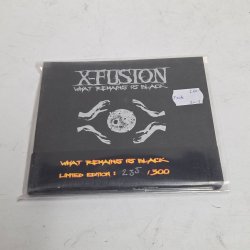 X-FUSION
WHAT REMAINS IS BLACK
WHAT REMAINS IS BLACK
LIMITED EDITION : 235 /300